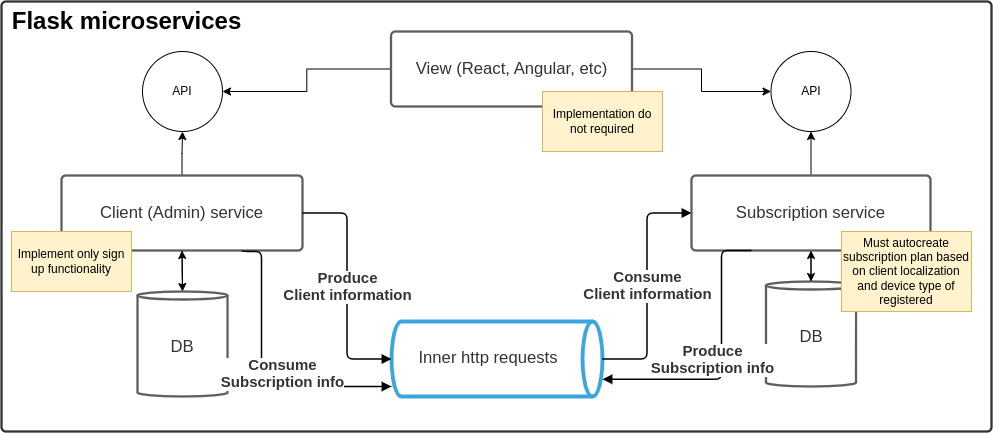 Flask microservices
API
View (React, Angular, etc)
API
Implementation do
not required
Client (Admin) service
Subscription service
Implement only sign
up functionality
Must autocreate
subscription plan based
on client localization
and device type of
registered
Produce
Client information
Consume
Client information
DB
Inner http requests
DB
Consume
Subscription info
Produce
Subscription info